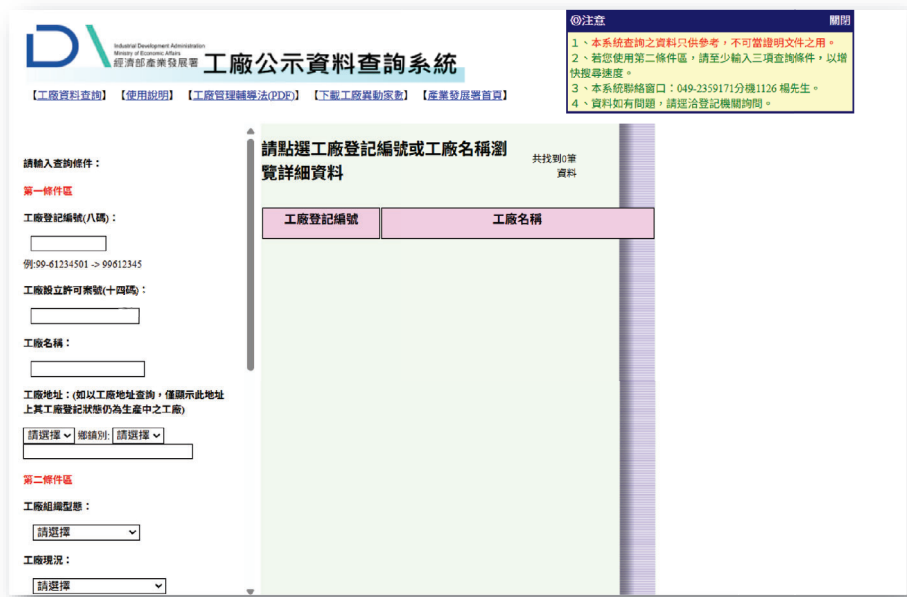 Industrial Development Administration
Ministry of Economic Affairs
經濟部產業發展署
工廠公示資料查詢系統
【工廠資料查詢】 【使用說明】 【工廠管理輔導法(PDF)】 【下載工廠異動家數】 【產業發展署首頁】
◎注意 關閉
1、本系統查詢之資料只供參考，不可當證明文件之用。
2、若您使用第二條件區，請至少輸入三項查詢條件，以增
快搜尋速度。
3、本系統聯絡窗口：049-2359171分機1126 楊先生。
4、資料如有問題，請逕洽登記機關詢問。
請輸入查詢條件：
第一條件區
工廠登記編號(八碼)：
例:99-61234501 -> 99612345
工廠設立許可案號(十四碼)：
工廠名稱：
工廠地址：(如以工廠地址查詢，僅顯示此地址
上其工廠登記狀態仍為生產中之工廠)
請選擇 鄉鎮別: 請選擇
第二條件區
工廠組織型態：
請選擇
工廠現況：
請選擇
請點選工廠登記編號或工廠名稱瀏
覽詳細資料
共找到0筆
資料
工廠登記編號 工廠名稱